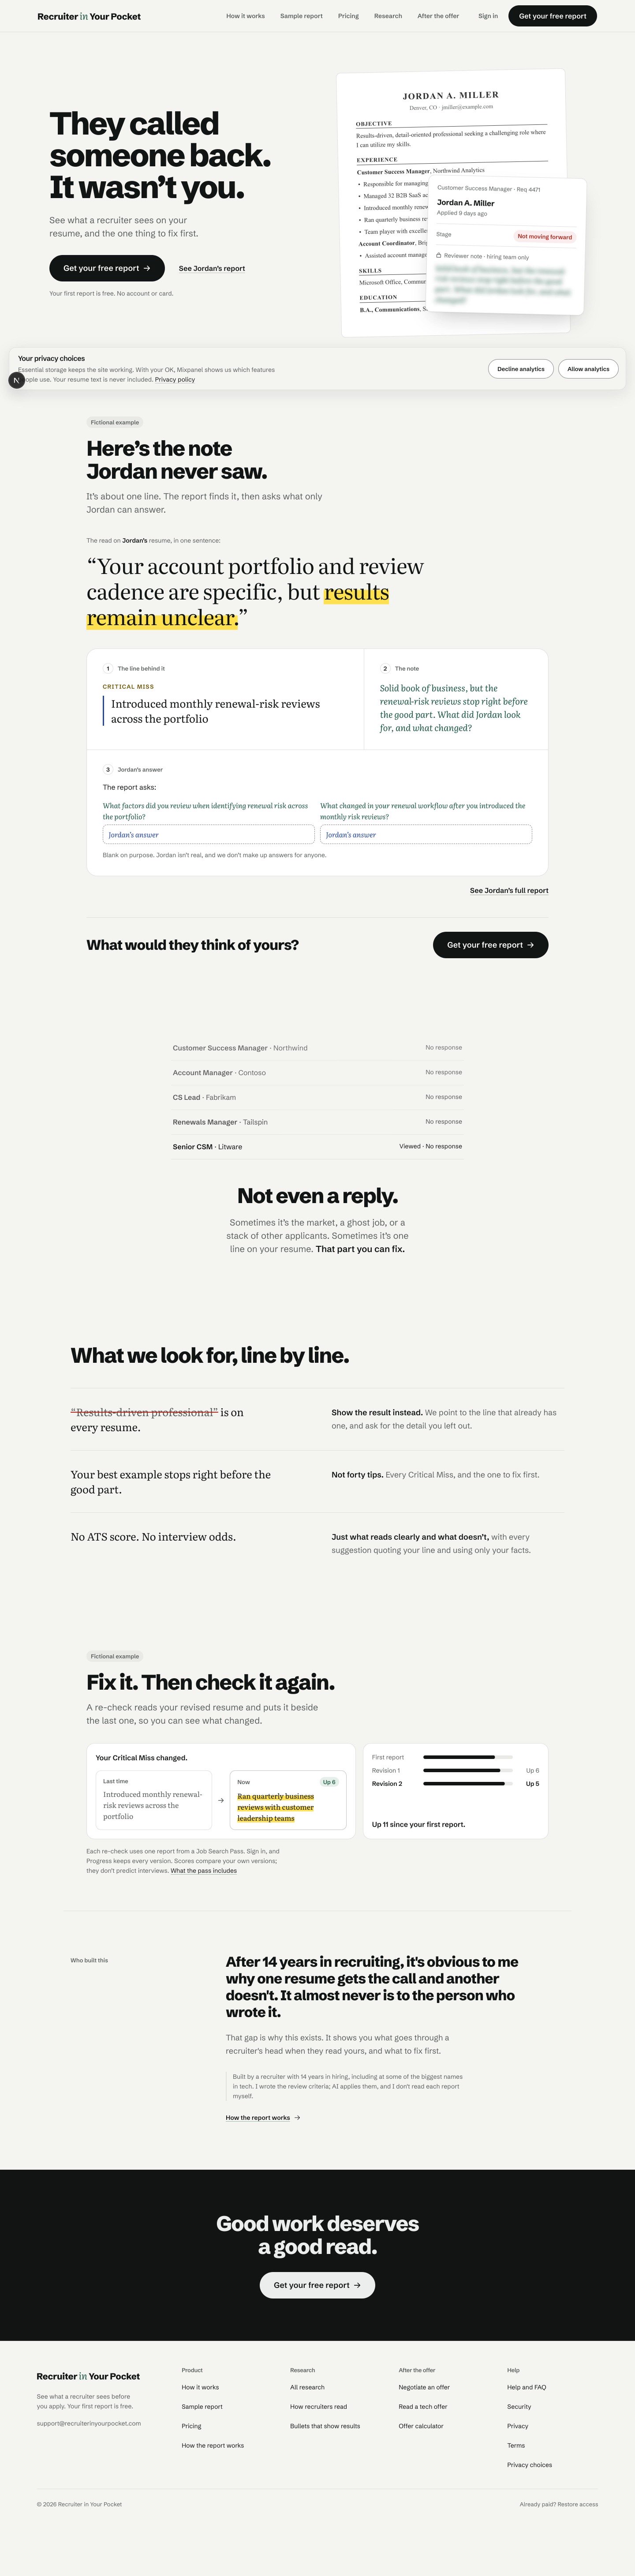 Recruiter in Your Pocket
How it works
Sample report
Pricing
Research
After the offer
Sign in
Get your free report
They called
someone back.
It wasn’t you.
See what a recruiter sees on your
resume, and the one thing to fix first.
Get your free report →
See Jordan’s report
Your first report is free. No account or card.
JORDAN A. MILLER
Denver, CO · jmiller@example.com
OBJECTIVE
Results-driven, detail-oriented professional seeking a challenging role where
I can utilize my skills.
EXPERIENCE
Customer Success Manager, Northwind Analytics
• Responsible for managing
• Managed 32 B2B SaaS
• Introduced monthly renew
• Ran quarterly business re
• Team player with excelle
Account Coordinator,
• Assisted account manag
SKILLS
Microsoft Office,
EDUCATION
B.A., Communications,
Customer Success Manager · Req 4471
Jordan A. Miller
Applied 9 days ago
Stage
Not moving forward
Reviewer note · hiring team only
Your privacy choices
Essential storage keeps the site working. With your OK, Mixpanel shows us which features
people use. Your resume text is never included. Privacy policy
Decline analytics
Allow analytics
N
Fictional example
Here’s the note
Jordan never saw.
It’s about one line. The report finds it, then asks what only
Jordan can answer.
The read on Jordan’s resume, in one sentence:
“Your account portfolio and review
cadence are specific, but results
remain unclear.”
1 The line behind it
CRITICAL MISS
Introduced monthly renewal-risk reviews
across the portfolio
2 The note
Solid book of business, but the
renewal-risk reviews stop right before
the good part. What did Jordan look
for, and what changed?
3 Jordan’s answer
The report asks:
What factors did you review when identifying renewal risk across
the portfolio?
Jordan’s answer
What changed in your renewal workflow after you introduced the
monthly risk reviews?
Jordan’s answer
Blank on purpose. Jordan isn’t real, and we don’t make up answers for anyone.
See Jordan’s full report
What would they think of yours?
Get your free report →
Customer Success Manager · Northwind
No response
Account Manager · Contoso
No response
CS Lead · Fabrikam
No response
Renewals Manager · Tailspin
No response
Senior CSM · Litware
Viewed · No response
Not even a reply.
Sometimes it’s the market, a ghost job, or a
stack of other applicants. Sometimes it’s one
line on your resume. That part you can fix.
What we look for, line by line.
“Results-driven professional” is on
every resume.
Show the result instead. We point to the line that already has
one, and ask for the detail you left out.
Your best example stops right before the
good part.
Not forty tips. Every Critical Miss, and the one to fix first.
No ATS score. No interview odds.
Just what reads clearly and what doesn’t, with every
suggestion quoting your line and using only your facts.
Fictional example
Fix it. Then check it again.
A re-check reads your revised resume and puts it beside
the last one, so you can see what changed.
Your Critical Miss changed.
Last time
Introduced monthly renewal-
risk reviews across the
portfolio
→
Now
Up 6
Ran quarterly business
reviews with customer
leadership teams
First report
Revision 1
Up 6
Revision 2
Up 5
Up 11 since your first report.
Each re-check uses one report from a Job Search Pass. Sign in, and
Progress keeps every version. Scores compare your own versions;
they don’t predict interviews. What the pass includes
Who built this
After 14 years in recruiting, it's obvious to me
why one resume gets the call and another
doesn't. It almost never is to the person who
wrote it.
That gap is why this exists. It shows you what goes through a
recruiter's head when they read yours, and what to fix first.
Built by a recruiter with 14 years in hiring, including at some of the biggest names
in tech. I wrote the review criteria; AI applies them, and I don't read each report
myself.
How the report works →
Good work deserves
a good read.
Get your free report →
Recruiter in Your Pocket
See what a recruiter sees before
you apply. Your first report is free.
support@recruiterinyourpocket.com
Product
How it works
Sample report
Pricing
How the report works
Research
All research
How recruiters read
Bullets that show results
After the offer
Negotiate an offer
Read a tech offer
Offer calculator
Help
Help and FAQ
Security
Privacy
Terms
Privacy choices
© 2026 Recruiter in Your Pocket
Already paid? Restore access